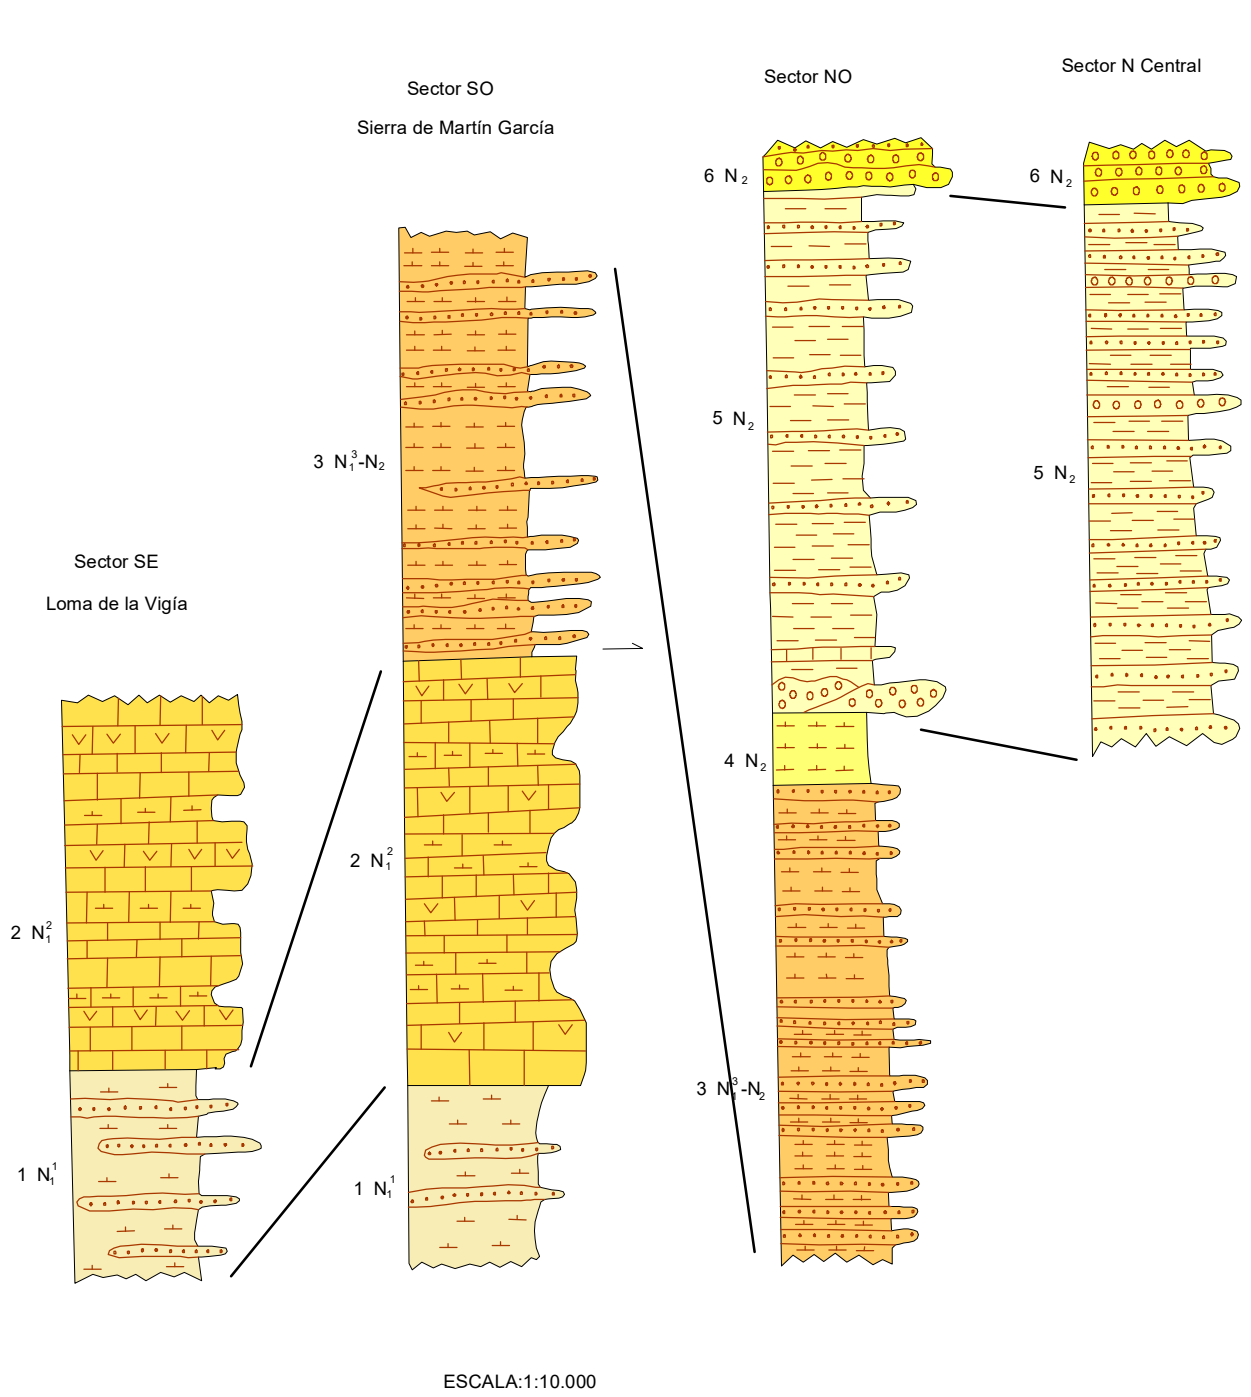 Sector SE
Loma de la Vigía
2 N₁²
1 N₁¹
Sector SO
Sierra de Martín García
3 N₁³-N₂
2 N₁²
1 N₁¹
Sector NO
6 N₂
5 N₂
4 N₂
3 N₁³-N₂
Sector N Central
6 N₂
5 N₂
ESCALA:1:10.000